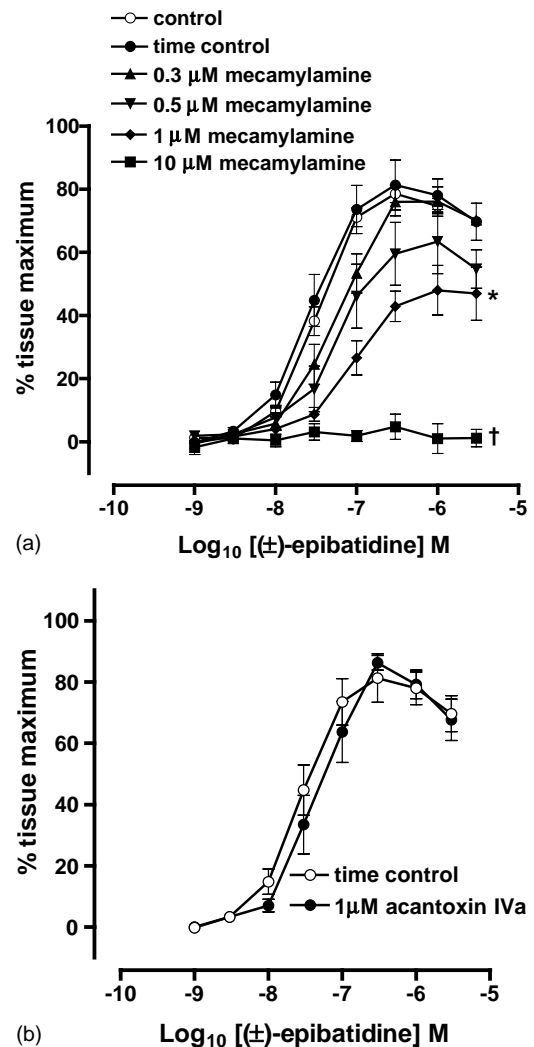 control
time control
0.3 μM mecamylamine
0.5 μM mecamylamine
1 μM mecamylamine
10 μM mecamylamine
100
80
60
40
20
0
% tissue maximum
*
†
-10 -9 -8 -7 -6 -5
(a) Log₁₀ [(±)-epibatidine] M
100
80
60
40
20
0
% tissue maximum
time control
1μM acantoxin IVa
-10 -9 -8 -7 -6 -5
(b) Log₁₀ [(±)-epibatidine] M